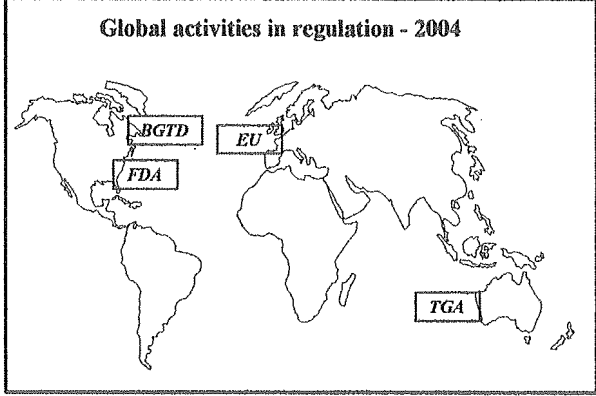 Global activities in regulation - 2004
BGTD
EU
FDA
TGA